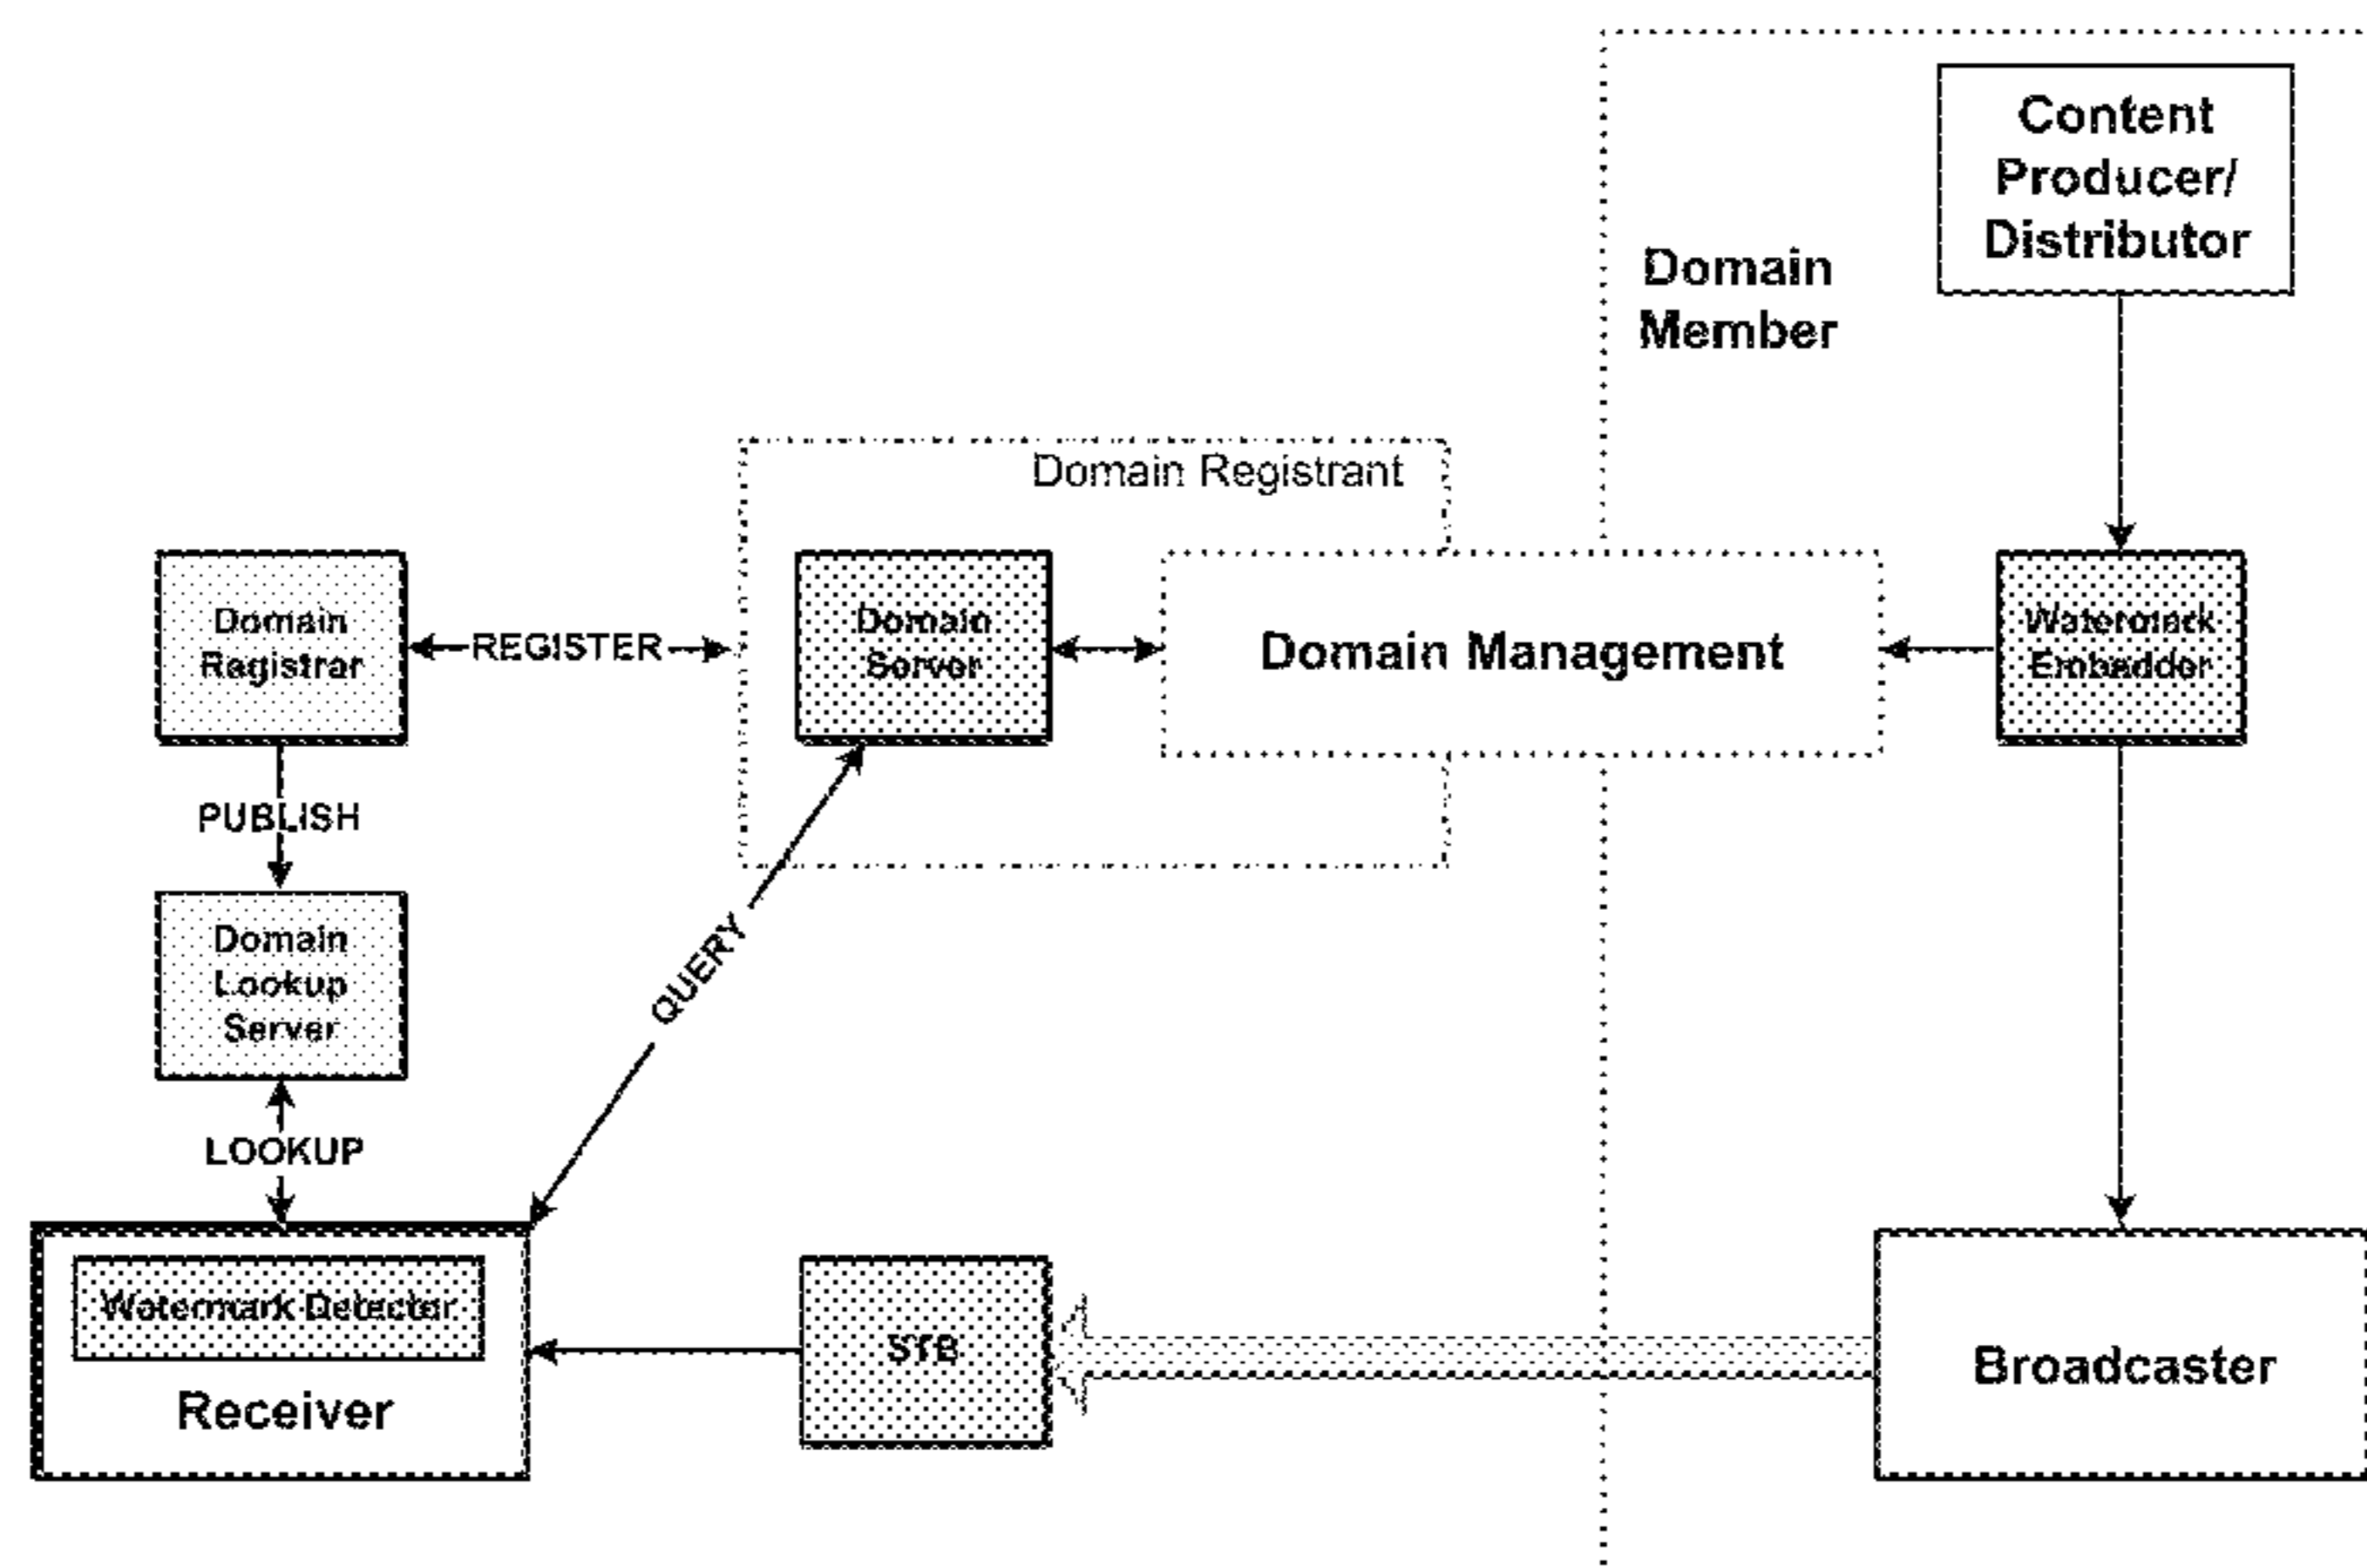 Content
Producer/
Distributor
Domain
Member
Domain Registrant
Domain
Registrar
REGISTER
Domain
Server
Domain Management
Watermark
Embedder
PUBLISH
Domain
Lookup
Server
QUERY
LOOKUP
Watermark Detector
Receiver
STB
Broadcaster